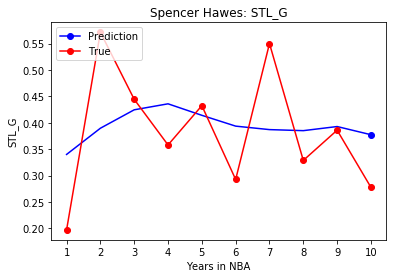 Spencer Hawes: STL_G
Prediction
True
STL_G
0.55
0.50
0.45
0.40
0.35
0.30
0.25
0.20
1 2 3 4 5 6 7 8 9 10
Years in NBA